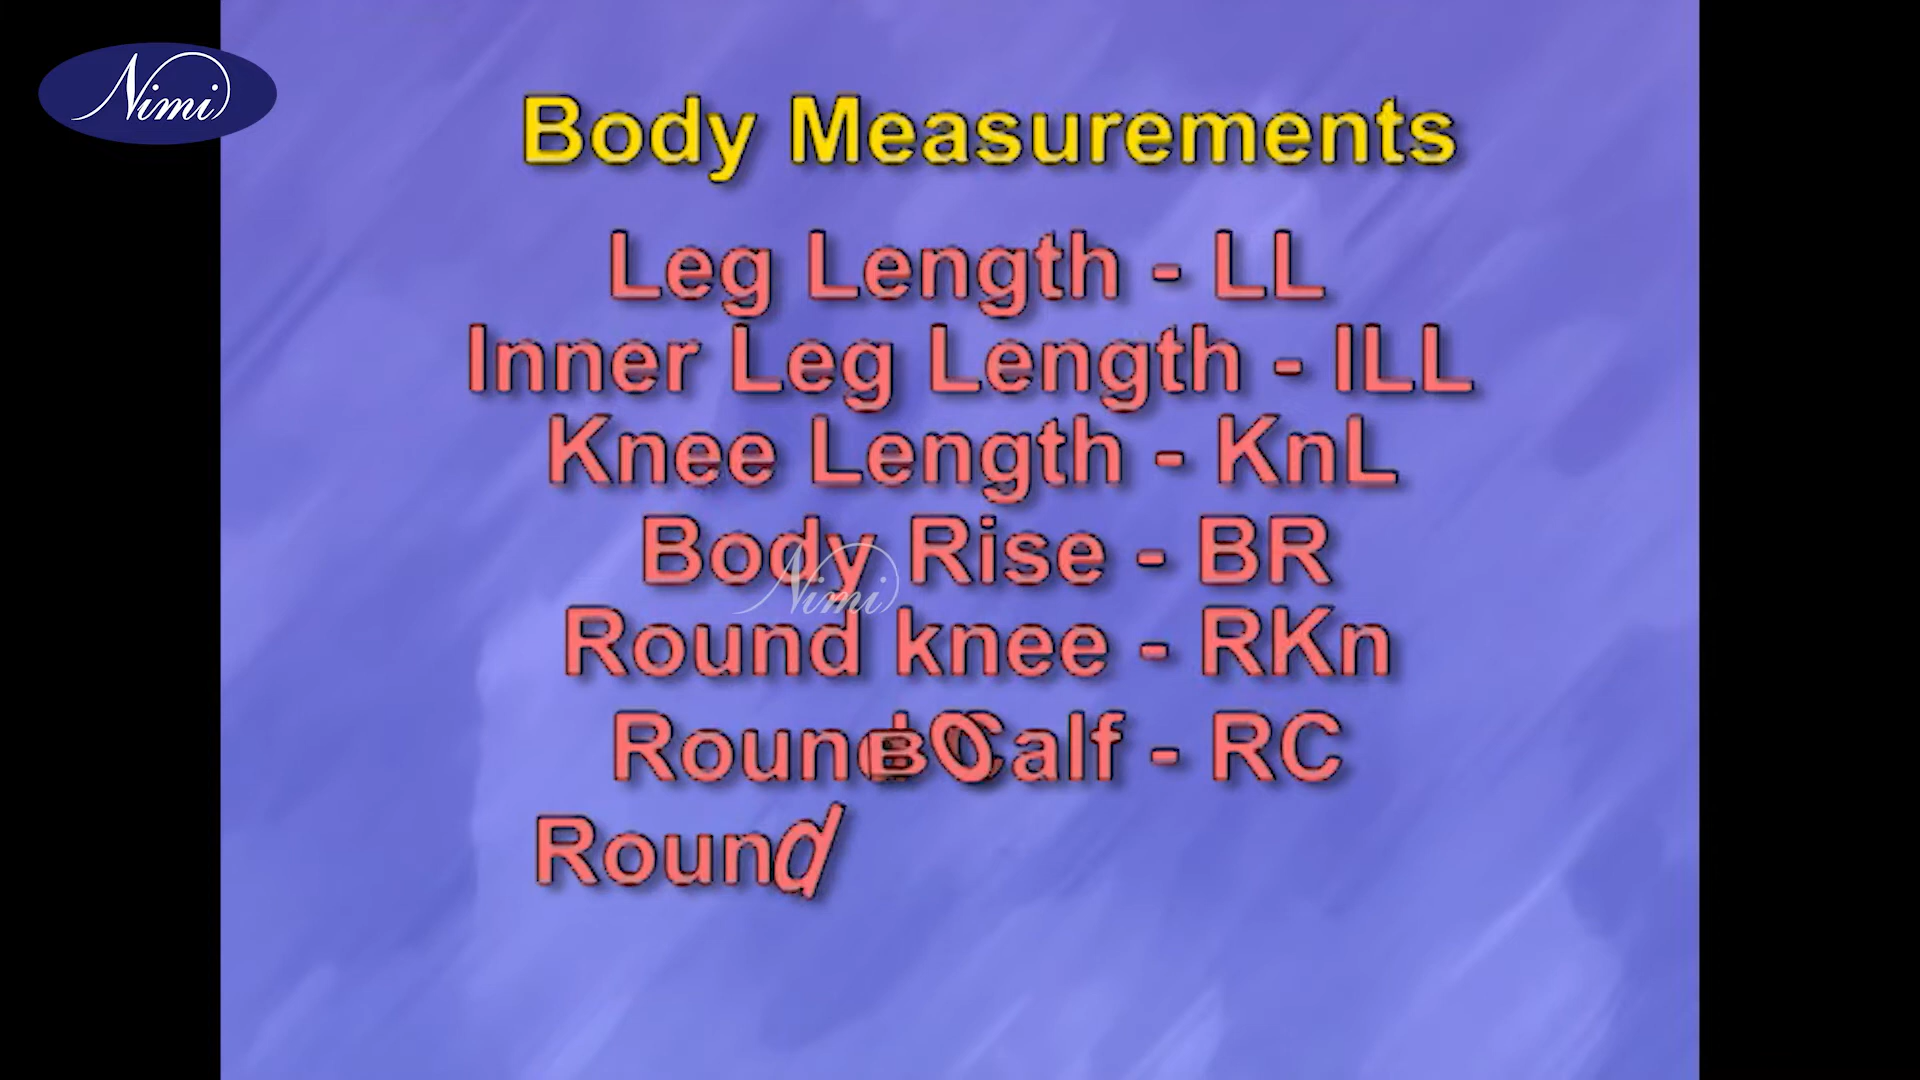 Nimi
Body Measurements
Leg Length - LL
Inner Leg Length - ILL
Knee Length - KnL
Body Rise - BR
Nimi
Round knee - RKn
Round Calf - RC
Round